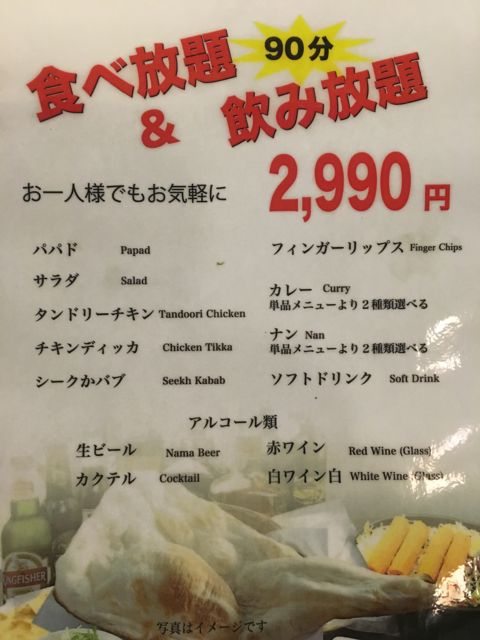 90分
食べ放題
&
飲み放題
お一人様でもお気軽に 2,990円
パパド Papad
サラダ Salad
タンドリーチキン Tandoori Chicken
チキンディッカ Chicken Tikka
シークかバブ Seekh Kabab
フィンガーリップス Finger Chips
カレー Curry
単品メニューより2種類選べる
ナン Nan
単品メニューより2種類選べる
ソフトドリンク Soft Drink
アルコール類
生ビール Nama Beer
カクテル Cocktail
赤ワイン Red Wine (Glass)
白ワイン白 White Wine (Glass)
KINGFISHER
写真はイメージです